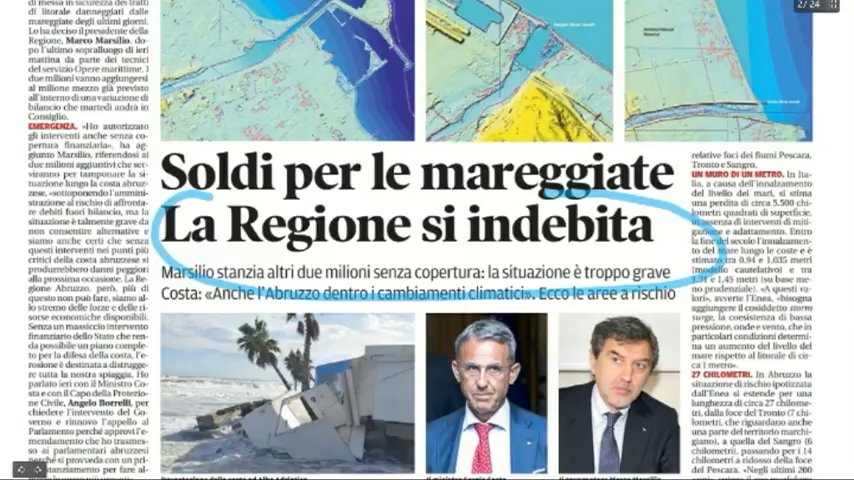 di messa in sicurezza dei tratti
di litorale danneggiati dalle
mareggiate degli ultimi giorni.
Lo ha deciso il presidente della
Regione, Marco Marsilio, do-
po l'ultimo sopralluogo di ieri
mattina da parte dei tecnici
del servizio Opere marittime. I
due milioni vanno aggiungersi
al milione mezzo già previsto
all'interno di una variazione di
bilancio che martedì andrà in
Consiglio.
EMERGENZA. «Ho autorizzato
gli interventi anche senza co-
pertura finanziaria», ha ag-
giunto Marsilio, riferendosi ai
due milioni aggiuntivi che ser-
viranno per tamponare la si-
tuazione lungo la costa abruz-
zese, «sottoponendo l'ammini-
strazione al rischio di affronta-
re debiti fuori bilancio, ma la
situazione è talmente grave da
non consentire alternative e
siamo anche certi che senza
questi interventi nei punti più
critici della costa abruzzese si
produrrebbero danni peggiori
alla prossima occasione. La
Regione Abruzzo, però, più di
questo non può fare, siamo al-
lo stremo delle forze e delle ri-
sorse economiche disponibili.
Senza un massiccio intervento
finanziario dello Stato che ren-
da possibile un piano comple-
to per la difesa della costa, l'e-
rosione è destinata a distrugge-
re tutta la nostra spiaggia. Ho
parlato ieri con il Ministro Co-
sta e con il Capo della Protezio-
ne Civile, Angelo Borrelli, per
chiedere l'intervento del Go-
verno e rinnovo l'appello al
Parlamento perché approvi l'e-
mendamento che ho trasmes-
so ai parlamentari abruzzesi
Soldi per le mareggiate
La Regione si indebita
Marsilio stanzia altri due milioni senza copertura: la situazione è troppo grave
Costa: «Anche l'Abruzzo dentro i cambiamenti climatici». Ecco le aree a rischio
relative foci dei fiumi Pescara,
Tronto e Sangro.
UN MURO DI UN METRO. In Ita-
lia, a causa dell'innalzamento
del livello dei mari, si stima
una perdita di circa 5.500 chi-
lometri quadrati di superficie,
in assenza di interventi di miti-
gazione e adattamento. Entro
la fine del secolo l'innalzamen-
to del mare lungo le coste e è
stimato tra 0,94 e 1,035 metri
(modello cautelativo) e tra
1,31 e 1,45 metri (su base me-
no prudenziale). «A questi va-
lori», avverte l'Enea, «bisogna
aggiungere il cosiddetto storm
surge, la coesistenza di bassa
pressione, onde e vento, che in
particolari condizioni determi-
na un aumento del livello del
mare rispetto al litorale di cir-
ca 1 metro».
27 CHILOMETRI. In Abruzzo la
situazione di rischio ipotizzata
dall'Enea si estende per una
lunghezza di circa 27 chilome-
tri, dalla foce del Tronto (7 chi-
lometri, che riguardano anche
una parte del territorio marchi-
giano), a quella del Sangro (6
chilometri), passando per i 14
chilometri a ridosso della foce
del Pescara. «Negli ultimi 200
2/24